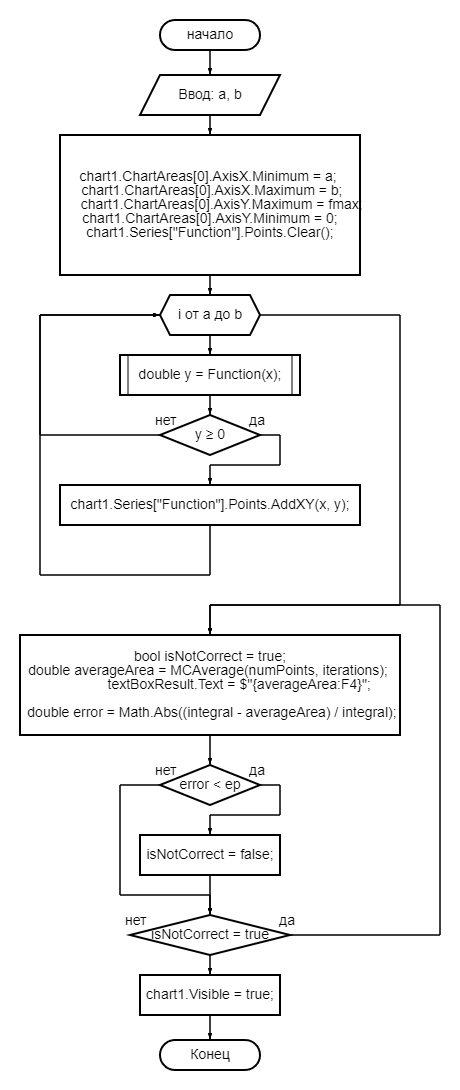 начало
Ввод: a, b
chart1.ChartAreas[0].AxisX.Minimum = a;
chart1.ChartAreas[0].AxisX.Maximum = b;
chart1.ChartAreas[0].AxisY.Maximum = fmax;
chart1.ChartAreas[0].AxisY.Minimum = 0;
chart1.Series["Function"].Points.Clear();
i от a до b
double y = Function(x);
нет
да
y ≥ 0
chart1.Series["Function"].Points.AddXY(x, y);
bool isNotCorrect = true;
double averageArea = MCAverage(numPoints, iterations);
textBoxResult.Text = $"{averageArea:F4}";
double error = Math.Abs((integral - averageArea) / integral);
нет
да
error < ep
isNotCorrect = false;
нет
да
isNotCorrect = true
chart1.Visible = true;
Конец